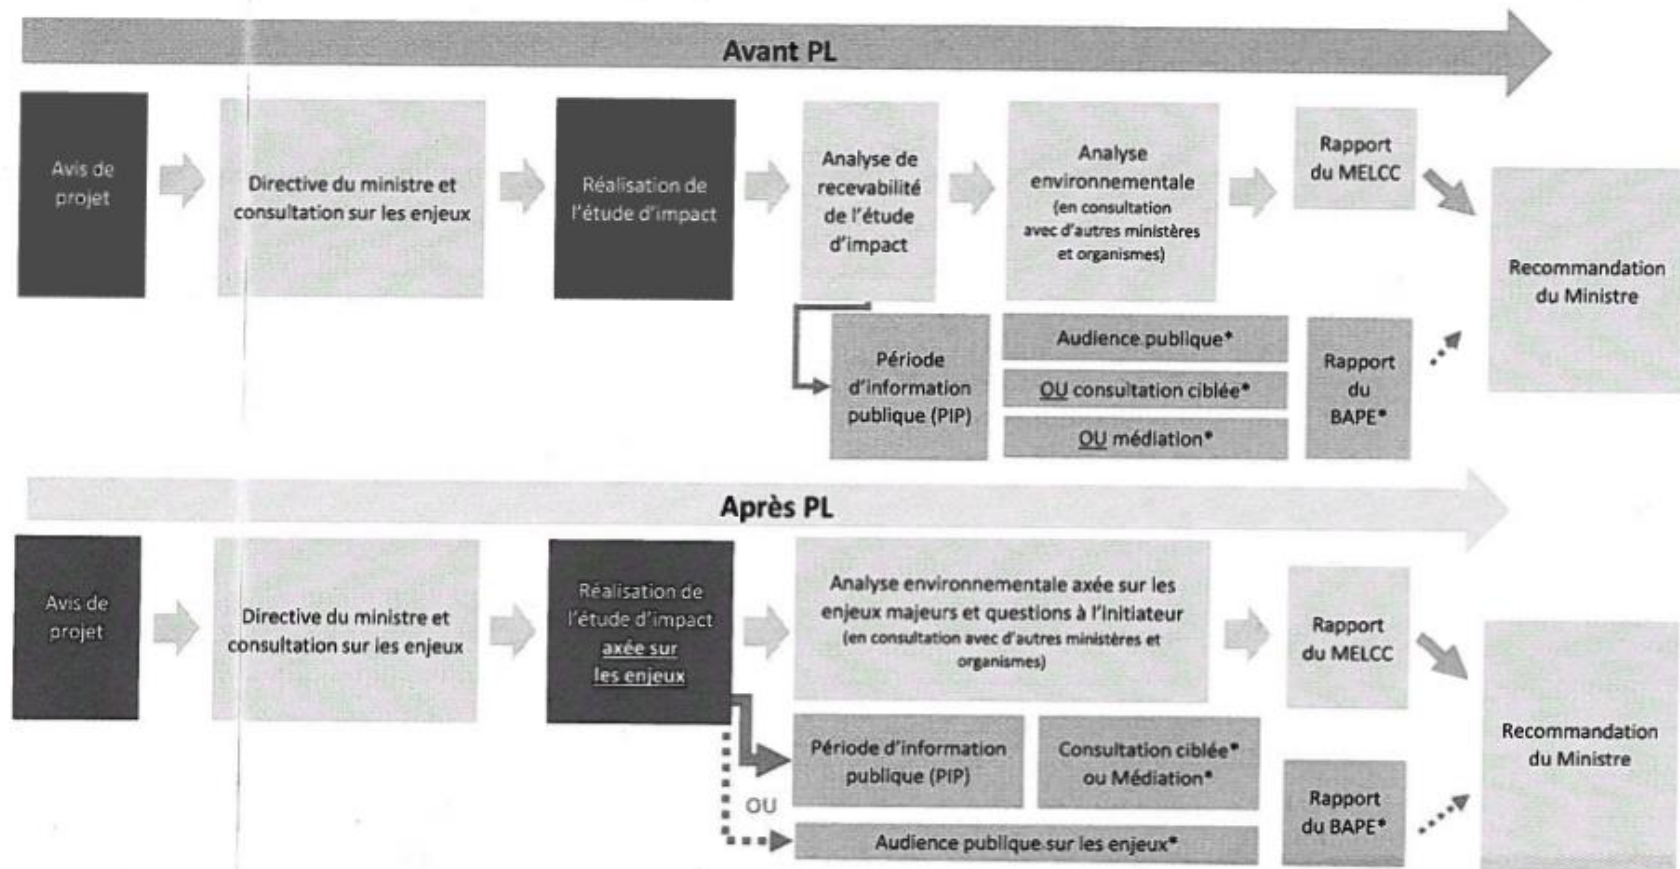 Avant PL
Avis de
projet
Directive du ministre et
consultation sur les enjeux
Réalisation de
l'étude d'impact
Analyse de
recevabilité
de l'étude
d'impact
Analyse
environnementale
(en consultation
avec d'autres ministères
et organismes)
Rapport
du MELCC
Recommandation
du Ministre
Période
d'information
publique (PIP)
Audience publique*
OU consultation ciblée*
OU médiation*
Rapport
du
BAPE*
Après PL
Avis de
projet
Directive du ministre et
consultation sur les enjeux
Réalisation de
l'étude d'impact
axée sur
les enjeux
Analyse environnementale axée sur les
enjeux majeurs et questions à l'initiateur
(en consultation avec d'autres ministères et
organismes)
Rapport
du MELCC
Recommandation
du Ministre
Période d'information
publique (PIP)
Consultation ciblée*
ou Médiation*
OU
Audience publique sur les enjeux*
Rapport
du BAPE*